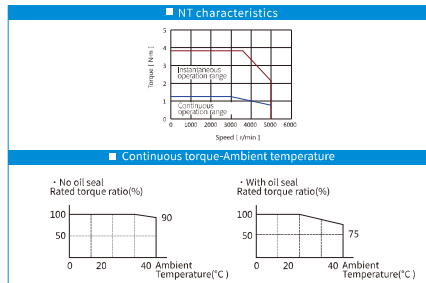 ■ NT characteristics
Torque [ N·m ]
5
4
3
2
1
0
Instantaneous
operation range
Continuous
operation range
0 1000 2000 3000 4000 5000 6000
Speed [ r/min ]
■ Continuous torque-Ambient temperature
・No oil seal
Rated torque ratio(%)
100
50
90
0 20 40 Ambient
Temperature(°C )
・With oil seal
Rated torque ratio(%)
100
50
75
0 20 40 Ambient
Temperature(°C )